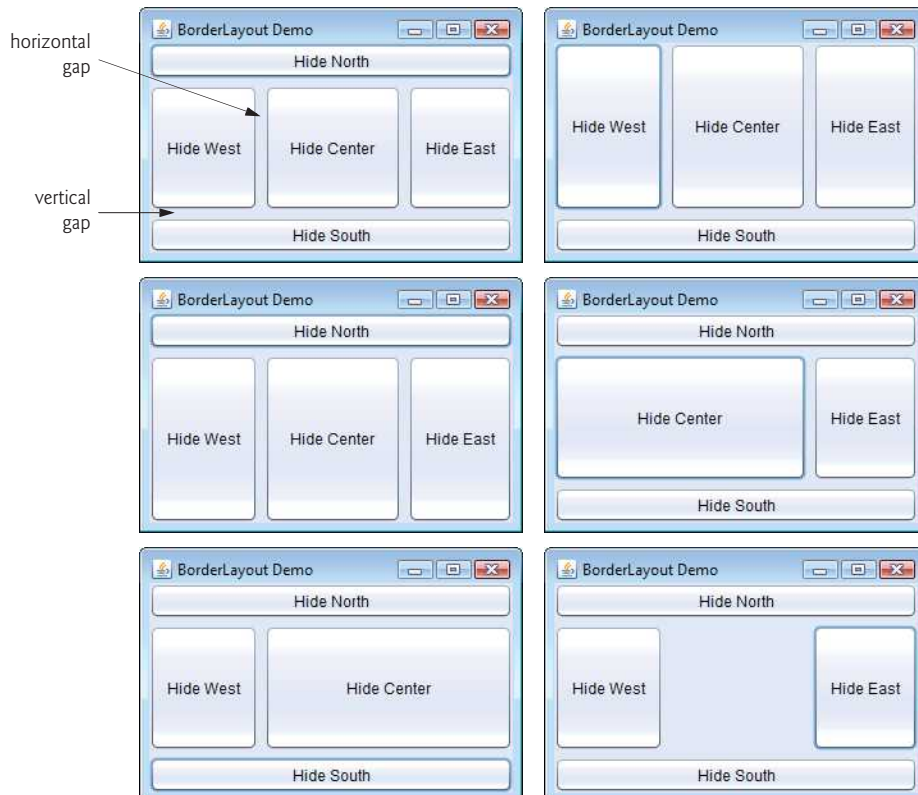 horizontal
gap
vertical
gap
BorderLayout Demo
Hide North
Hide West
Hide Center
Hide East
Hide South
BorderLayout Demo
Hide West
Hide Center
Hide East
Hide South
BorderLayout Demo
Hide North
Hide West
Hide Center
Hide East
BorderLayout Demo
Hide North
Hide Center
Hide East
Hide South
BorderLayout Demo
Hide North
Hide West
Hide Center
Hide South
BorderLayout Demo
Hide North
Hide West
Hide East
Hide South